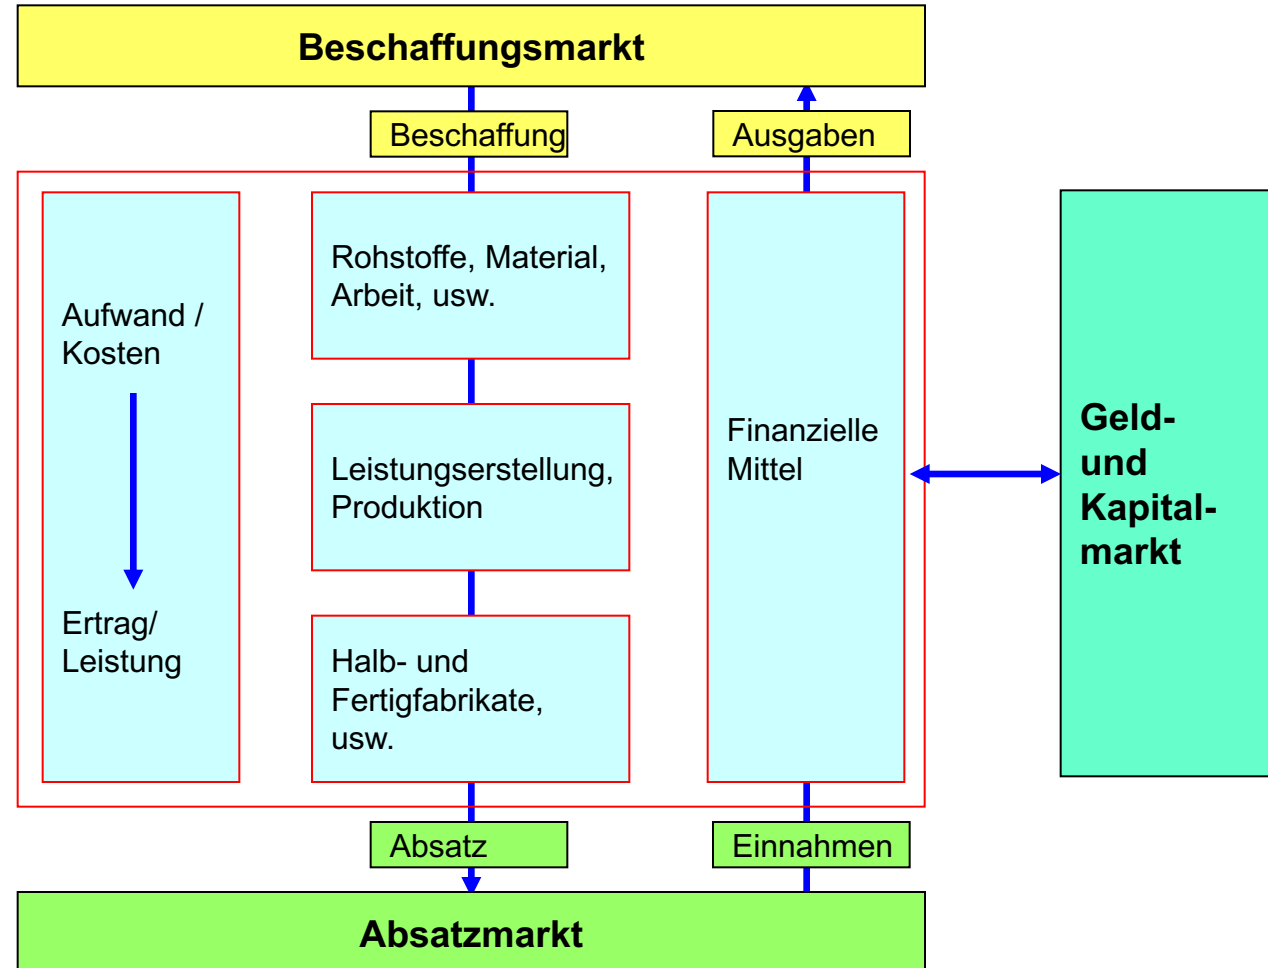 Beschaffungsmarkt
Beschaffung
Ausgaben
Aufwand /
Kosten
Ertrag/
Leistung
Rohstoffe, Material,
Arbeit, usw.
Leistungserstellung,
Produktion
Halb- und
Fertigfabrikate,
usw.
Finanzielle
Mittel
Geld-
und
Kapital-
markt
Absatz
Einnahmen
Absatzmarkt